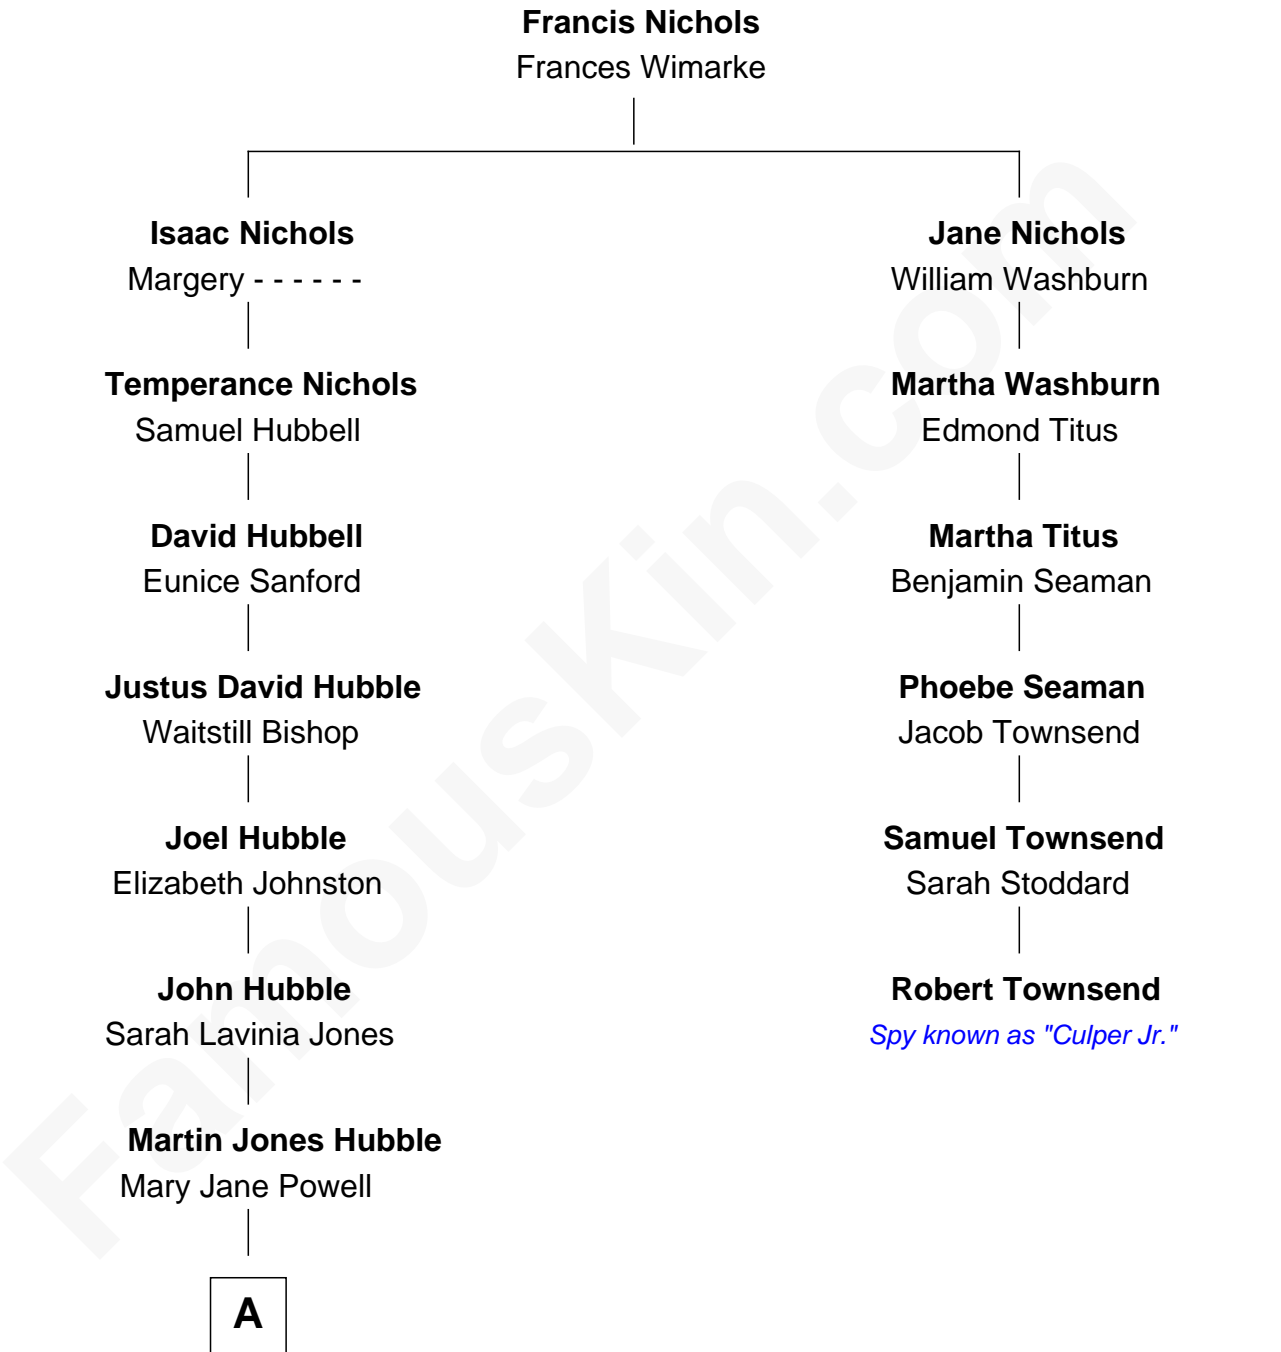 Francis Nichols
Frances Wimarke
Isaac Nichols
Margery - - - - - -
Jane Nichols
William Washburn
Temperance Nichols
Samuel Hubbell
Martha Washburn
Edmond Titus
David Hubbell
Eunice Sanford
Martha Titus
Benjamin Seaman
Justus David Hubble
Waitstill Bishop
Phoebe Seaman
Jacob Townsend
Joel Hubble
Elizabeth Johnston
Samuel Townsend
Sarah Stoddard
John Hubble
Sarah Lavinia Jones
Robert Townsend
Spy known as "Culper Jr."
Martin Jones Hubble
Mary Jane Powell
A
FamousKin.com